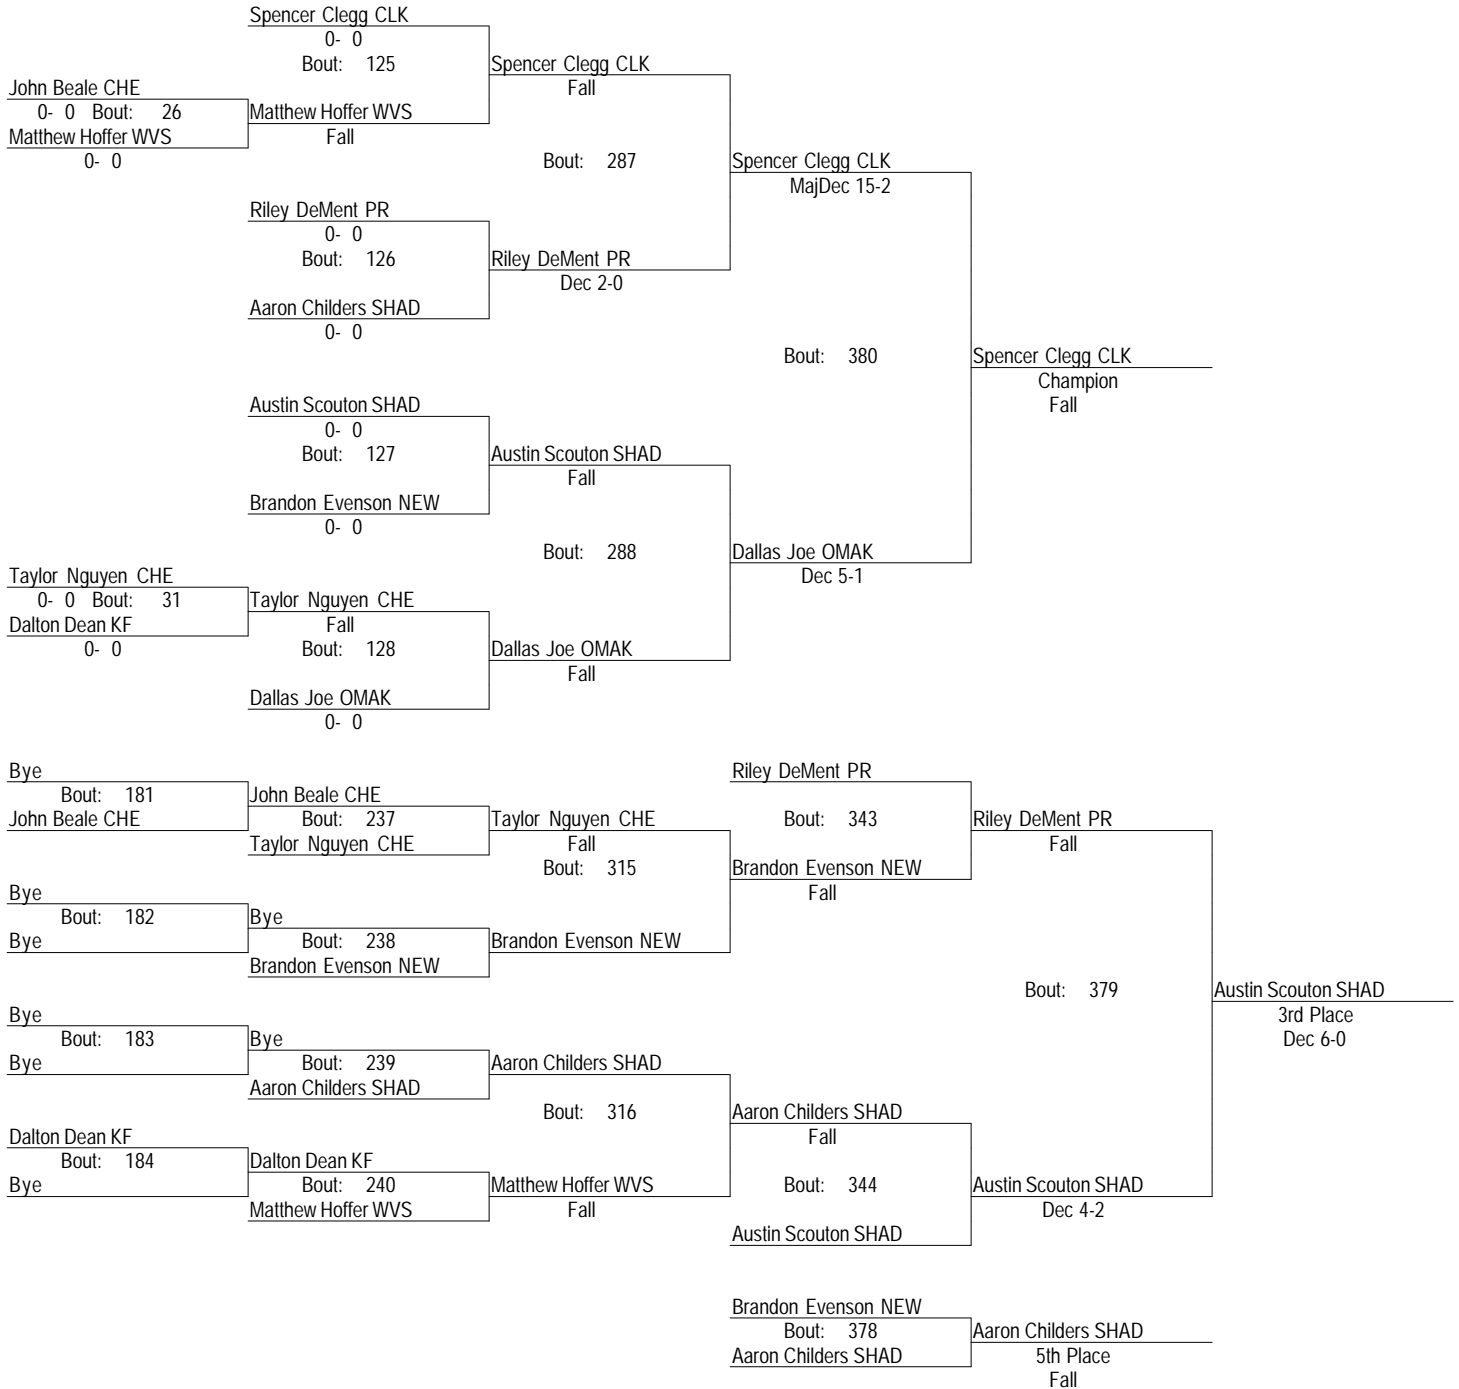 Spencer Clegg CLK
0- 0
Bout: 125
Spencer Clegg CLK
Fall
John Beale CHE
0- 0 Bout: 26
Matthew Hoffer WVS
Matthew Hoffer WVS
Fall
0- 0
Bout: 287
Spencer Clegg CLK
MajDec 15-2
Riley DeMent PR
0- 0
Bout: 126
Riley DeMent PR
Dec 2-0
Aaron Childers SHAD
0- 0
Bout: 380
Spencer Clegg CLK
Champion
Fall
Austin Scouton SHAD
0- 0
Bout: 127
Austin Scouton SHAD
Fall
Brandon Evenson NEW
0- 0
Bout: 288
Dallas Joe OMAK
Dec 5-1
Taylor Nguyen CHE
0- 0 Bout: 31
Taylor Nguyen CHE
Dalton Dean KF
Fall
0- 0
Bout: 128
Dallas Joe OMAK
Fall
Dallas Joe OMAK
0- 0
Bye
Bout: 181
John Beale CHE
John Beale CHE
Bout: 237
Taylor Nguyen CHE
Taylor Nguyen CHE
Fall
Bout: 315
Riley DeMent PR
Bout: 343
Riley DeMent PR
Fall
Brandon Evenson NEW
Fall
Bye
Bout: 182
Bye
Bye
Bout: 238
Brandon Evenson NEW
Brandon Evenson NEW
Bout: 379
Austin Scouton SHAD
3rd Place
Dec 6-0
Bye
Bout: 183
Bye
Bye
Bout: 239
Aaron Childers SHAD
Aaron Childers SHAD
Bout: 316
Aaron Childers SHAD
Fall
Dalton Dean KF
Bout: 184
Bye
Dalton Dean KF
Bout: 240
Matthew Hoffer WVS
Matthew Hoffer WVS
Fall
Bout: 344
Austin Scouton SHAD
Dec 4-2
Austin Scouton SHAD
Brandon Evenson NEW
Bout: 378
Aaron Childers SHAD
Aaron Childers SHAD
5th Place
Fall